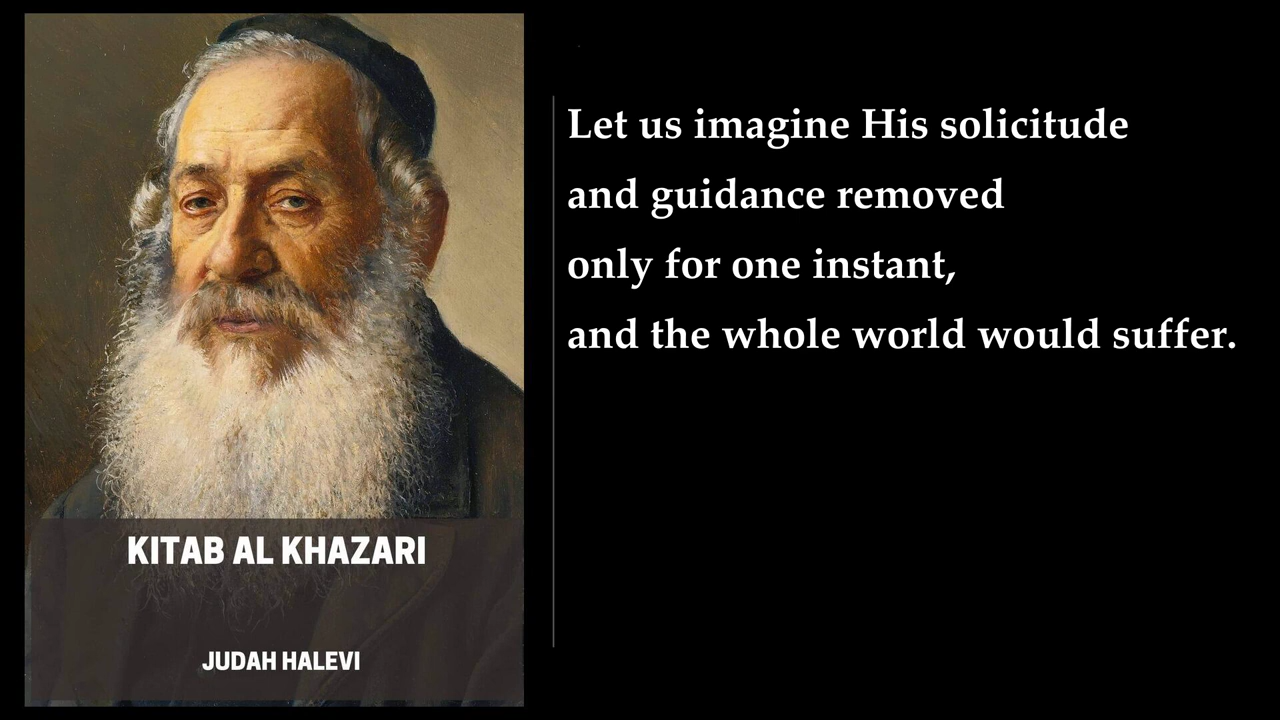 KITAB AL KHAZARI
JUDAH HALEVI
Let us imagine His solicitude
and guidance removed
only for one instant,
and the whole world would suffer.